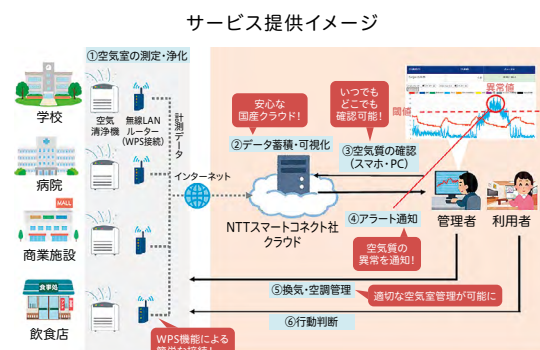 サービス提供イメージ
①空気室の測定・浄化
学校
病院
MALL
商業施設
食事処
飲食店
空気
清浄機
無線LAN
ルーター
(WPS接続)
計測データ
インターネット
WPS機能による
安心な
国産クラウド!
②データ蓄積・可視化
NTTスマートコネクト社
クラウド
いつでも
どこでも
確認可能!
③空気質の確認
(スマホ・PC)
異常値
閾値
④アラート通知
空気質の
異常を通知!
管理者
利用者
⑤換気・空調管理
適切な空気室管理が可能に
⑥行動判断